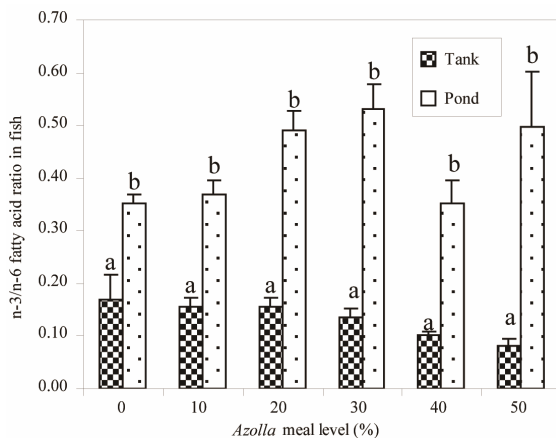 0.70
0.60
0.50
0.40
0.30
0.20
0.10
0.00
n-3/n-6 fatty acid ratio in fish
Tank
Pond
a b
a b
a b
a b
a b
a b
0 10 20 30 40 50
Azolla meal level (%)